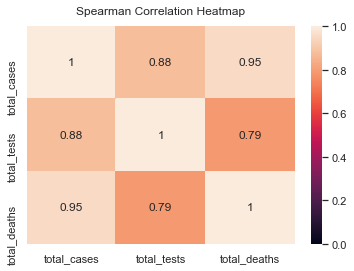 Spearman Correlation Heatmap
total_cases
1
0.88
0.95
total_tests
0.88
1
0.79
total_deaths
0.95
0.79
1
total_cases
total_tests
total_deaths
1.0
0.8
0.6
0.4
0.2
0.0